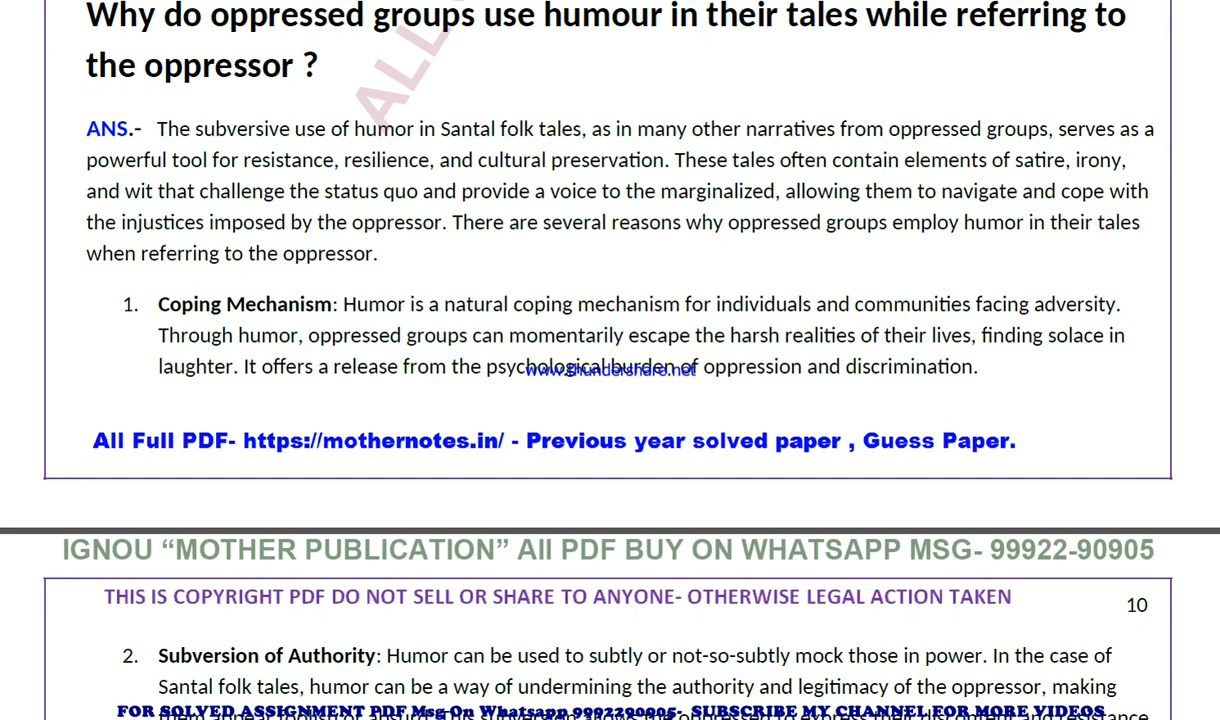 Why do oppressed groups use humour in their tales while referring to
the oppressor ?
ALL
ANS.- The subversive use of humor in Santal folk tales, as in many other narratives from oppressed groups, serves as a
powerful tool for resistance, resilience, and cultural preservation. These tales often contain elements of satire, irony,
and wit that challenge the status quo and provide a voice to the marginalized, allowing them to navigate and cope with
the injustices imposed by the oppressor. There are several reasons why oppressed groups employ humor in their tales
when referring to the oppressor.
1. Coping Mechanism: Humor is a natural coping mechanism for individuals and communities facing adversity.
Through humor, oppressed groups can momentarily escape the harsh realities of their lives, finding solace in
laughter. It offers a release from the psychological burden of oppression and discrimination.
www.thundershare.net
All Full PDF- https://mothernotes.in/ - Previous year solved paper , Guess Paper.
IGNOU “MOTHER PUBLICATION” All PDF BUY ON WHATSAPP MSG- 99922-90905
THIS IS COPYRIGHT PDF DO NOT SELL OR SHARE TO ANYONE- OTHERWISE LEGAL ACTION TAKEN
10
2. Subversion of Authority: Humor can be used to subtly or not-so-subtly mock those in power. In the case of
Santal folk tales, humor can be a way of undermining the authority and legitimacy of the oppressor, making
FOR SOLVED ASSIGNMENT PDF Msg On Whatsapp 9992290905- SUBSCRIBE MY CHANNEL FOR MORE VIDEOS